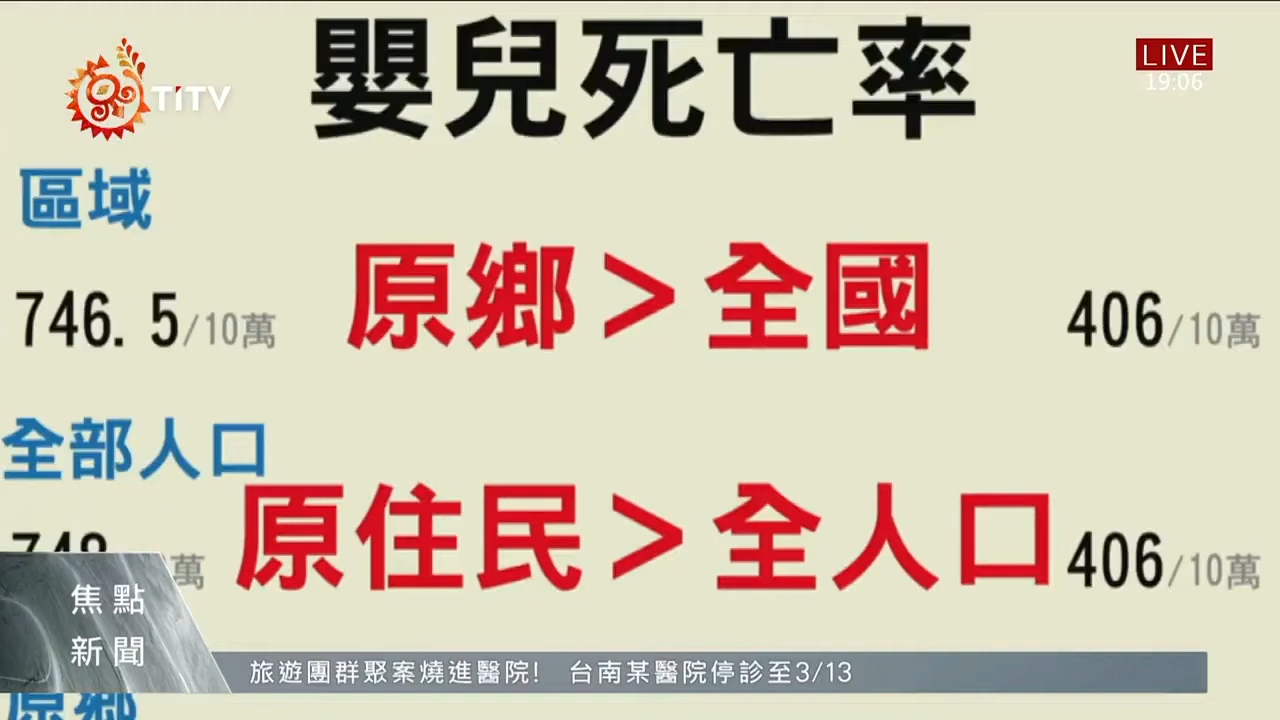 嬰兒死亡率
TiTV
LIVE
19:06
區域
746.5/10萬 原鄉>全國 406/10萬
全部人口
萬 原住民>全人口 406/10萬
焦點
新聞
旅遊團群聚案燒進醫院! 台南某醫院停診至3/13
原鄉